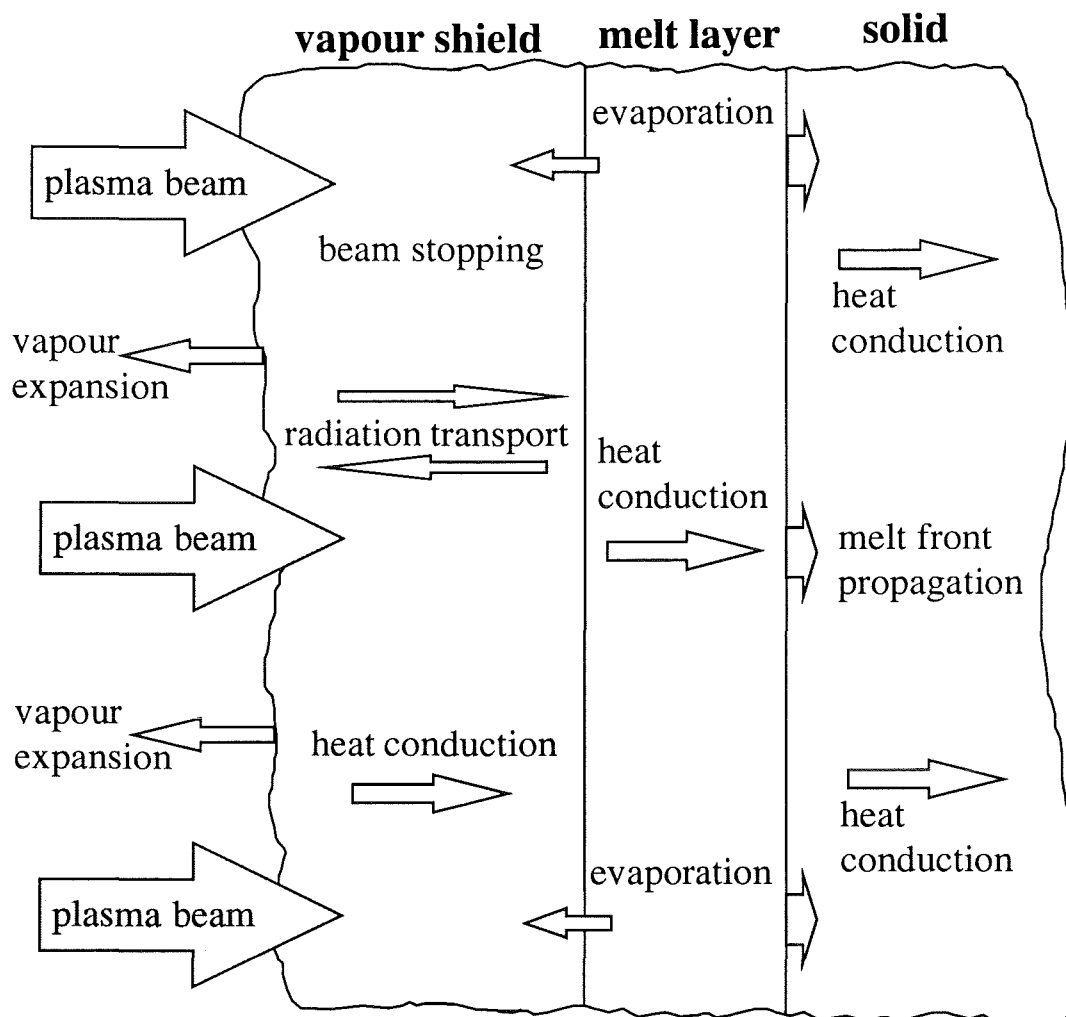 vapour shield melt layer solid
evaporation
plasma beam
beam stopping
heat
conduction
vapour
expansion
radiation transport
heat
conduction
plasma beam
melt front
propagation
vapour
expansion
heat conduction
heat
conduction
evaporation
plasma beam